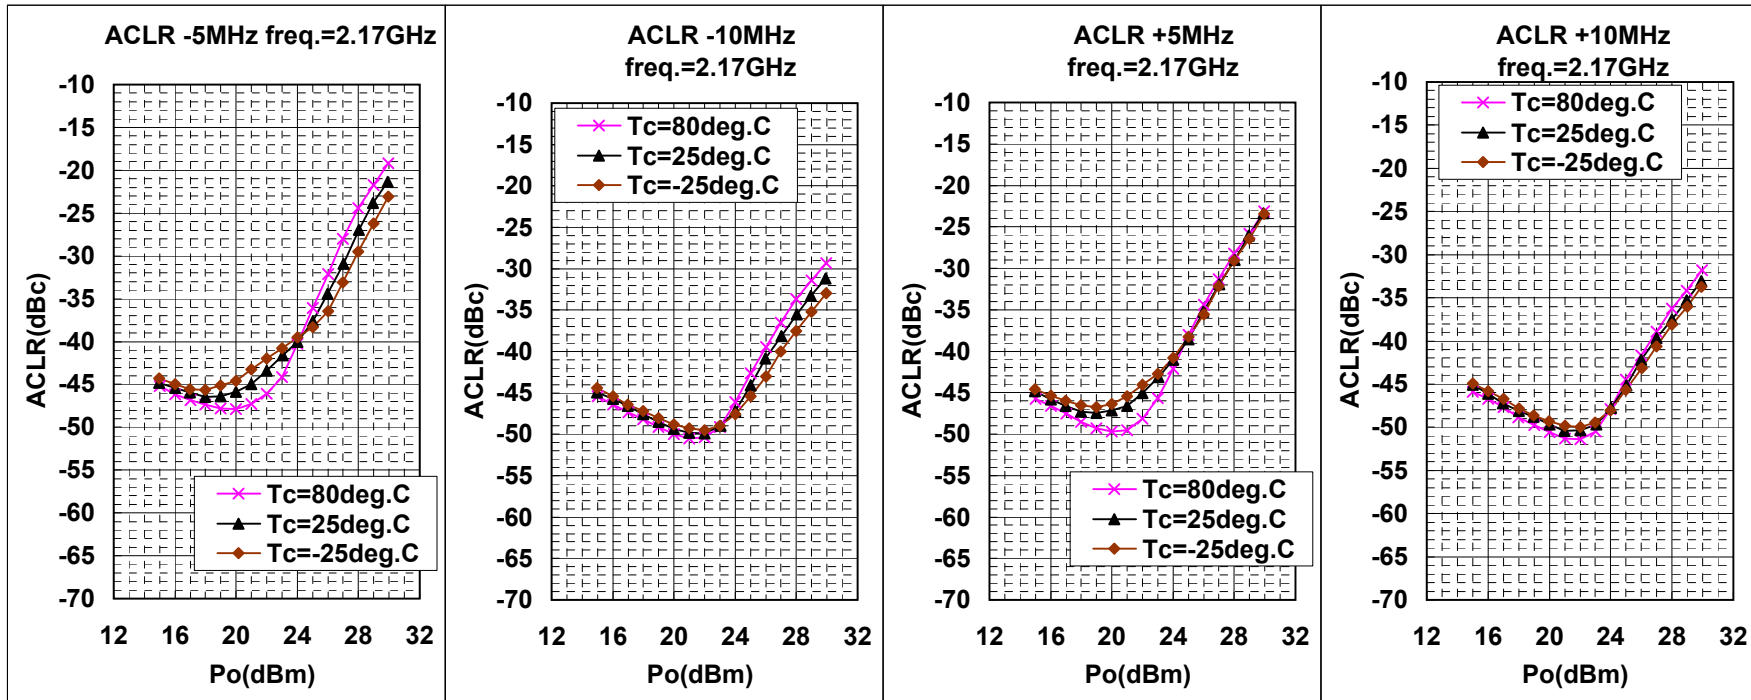 ACLR -5MHz freq.=2.17GHz
-10
-15
-20
-25
-30
-35
-40
-45
-50
-55
-60
-65
-70
ACLR(dBc)
Tc=80deg.C
Tc=25deg.C
Tc=-25deg.C
12 16 20 24 28 32
Po(dBm)
ACLR -10MHz
freq.=2.17GHz
-10
-15
-20
-25
-30
-35
-40
-45
-50
-55
-60
-65
-70
ACLR(dBc)
Tc=80deg.C
Tc=25deg.C
Tc=-25deg.C
12 16 20 24 28 32
Po(dBm)
ACLR +5MHz
freq.=2.17GHz
-10
-15
-20
-25
-30
-35
-40
-45
-50
-55
-60
-65
-70
ACLR(dBc)
Tc=80deg.C
Tc=25deg.C
Tc=-25deg.C
12 16 20 24 28 32
Po(dBm)
ACLR +10MHz
freq.=2.17GHz
-10
-15
-20
-25
-30
-35
-40
-45
-50
-55
-60
-65
-70
ACLR(dBc)
Tc=80deg.C
Tc=25deg.C
Tc=-25deg.C
12 16 20 24 28 32
Po(dBm)